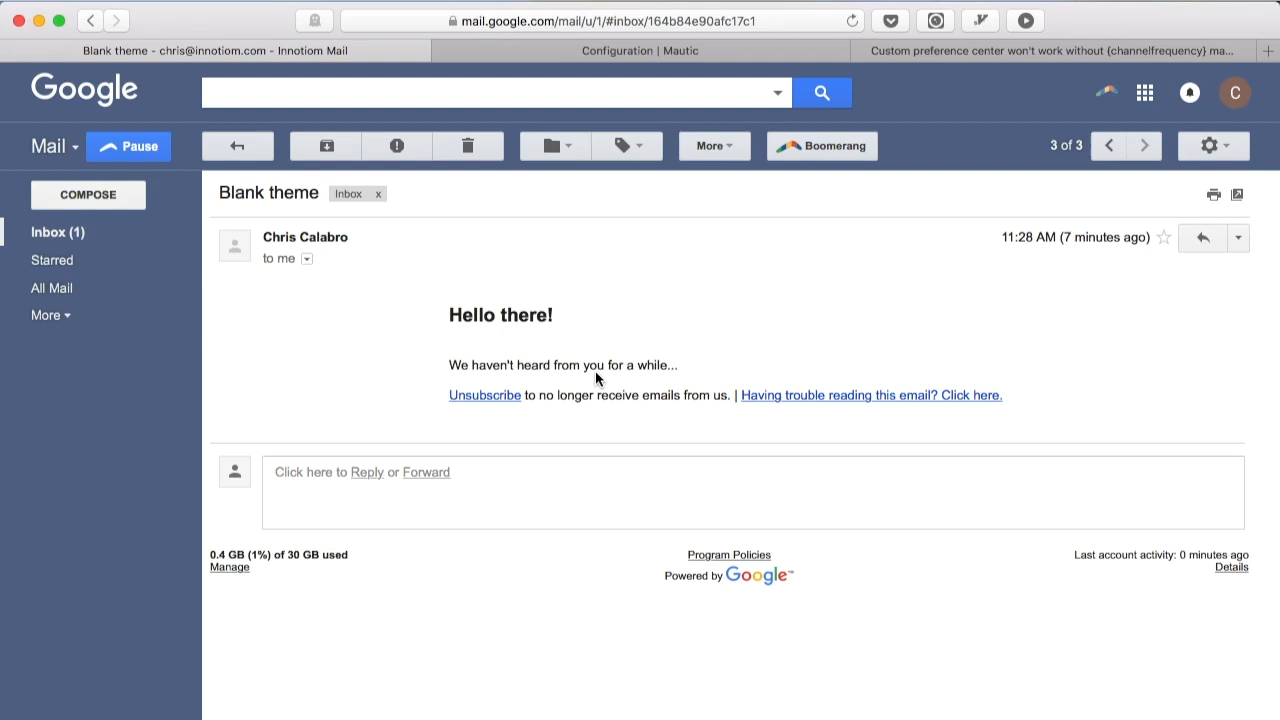 mail.google.com/mail/u/1/#inbox/164b84e90afc17c1
Blank theme - chris@innotiom.com - Innotiom Mail
Configuration | Mautic
Custom preference center won't work without {channelfrequency} ma...
Google
C
Mail
Pause
More
Boomerang
3 of 3
COMPOSE
Blank theme
Inbox x
Inbox (1)
Starred
All Mail
More
Chris Calabro
11:28 AM (7 minutes ago)
to me
Hello there!
We haven't heard from you for a while...
Unsubscribe to no longer receive emails from us. | Having trouble reading this email? Click here.
Click here to Reply or Forward
0.4 GB (1%) of 30 GB used
Manage
Program Policies
Powered by Google™
Last account activity: 0 minutes ago
Details